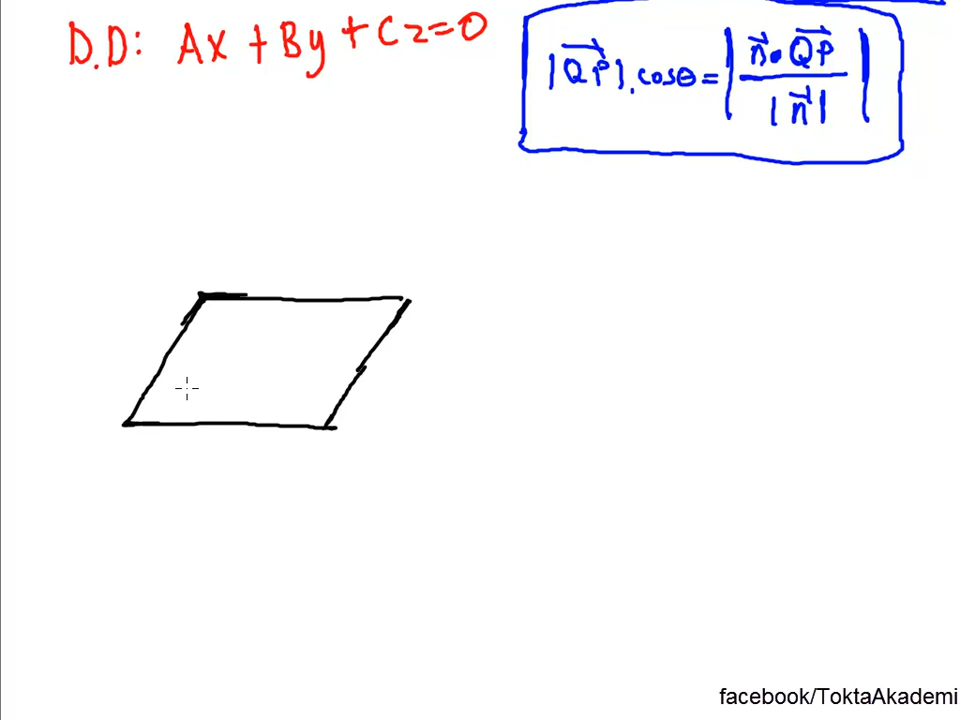 D.D: Ax + By + Cz = 0
|QP⃗|.cosθ = | n⃗ • QP⃗ / |n⃗| |
facebook/ToktaAkademi